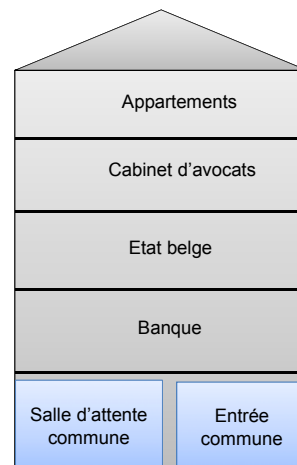 Appartements
Cabinet d’avocats
Etat belge
Banque
Salle d’attente
commune
Entrée
commune